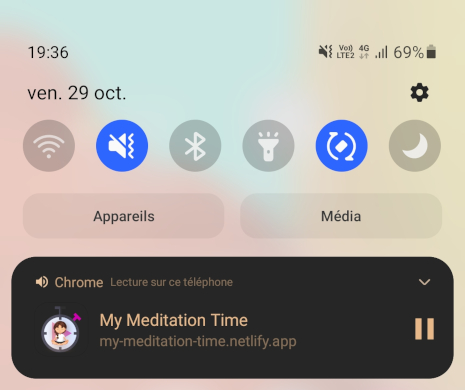 19:36
Vo)) LTE2 4G 69%
ven. 29 oct.
Appareils Média
Chrome Lecture sur ce téléphone
My Meditation Time
my-meditation-time.netlify.app